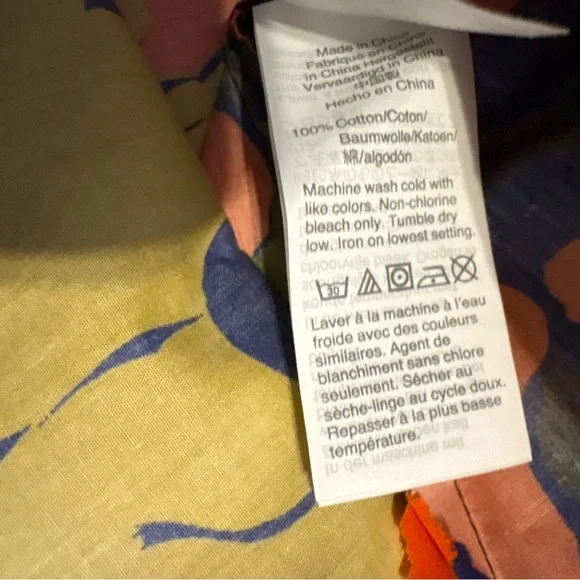 Made in China
Fabriqué en Chine
in China Hergestellt
Vervaardigd in China
中国製
Hecho en China
100% Cotton/Coton/
Baumwolle/Katoen/
綿/algodón
Machine wash cold with
like colors. Non-chlorine
bleach only. Tumble dry
low. Iron on lowest setting.
30
Laver à la machine à l'eau
froide avec des couleurs
similaires. Agent de
blanchiment sans chlore
seulement. Sécher au
sèche-linge au cycle doux.
Repasser à la plus basse
température.